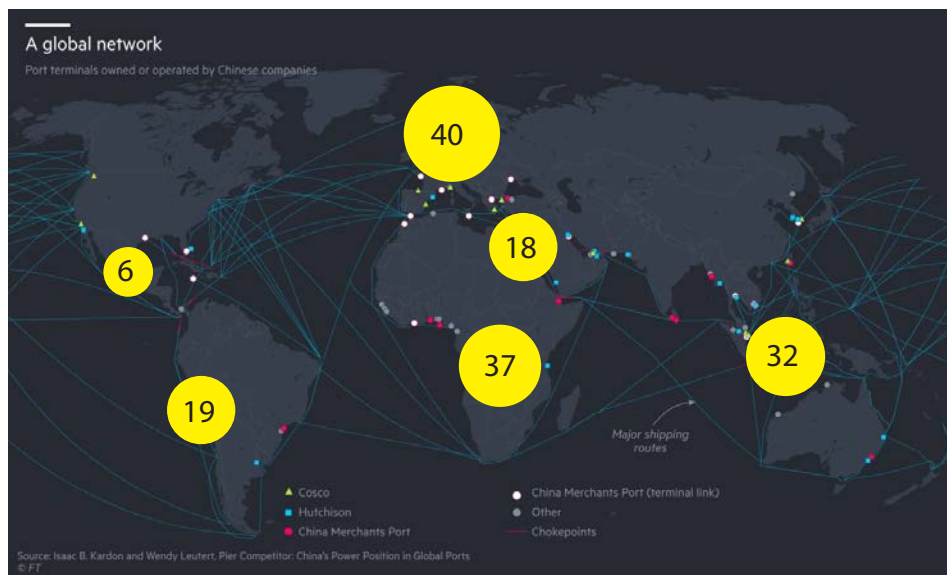 A global network
Port terminals owned or operated by Chinese companies
40
18
6
37
32
19
Major shipping
routes
Cosco
Hutchison
China Merchants Port
China Merchants Port (terminal link)
Other
Chokepoints
Source: Isaac B. Kardon and Wendy Leutert, Pier Competitor: China's Power Position in Global Ports
© FT